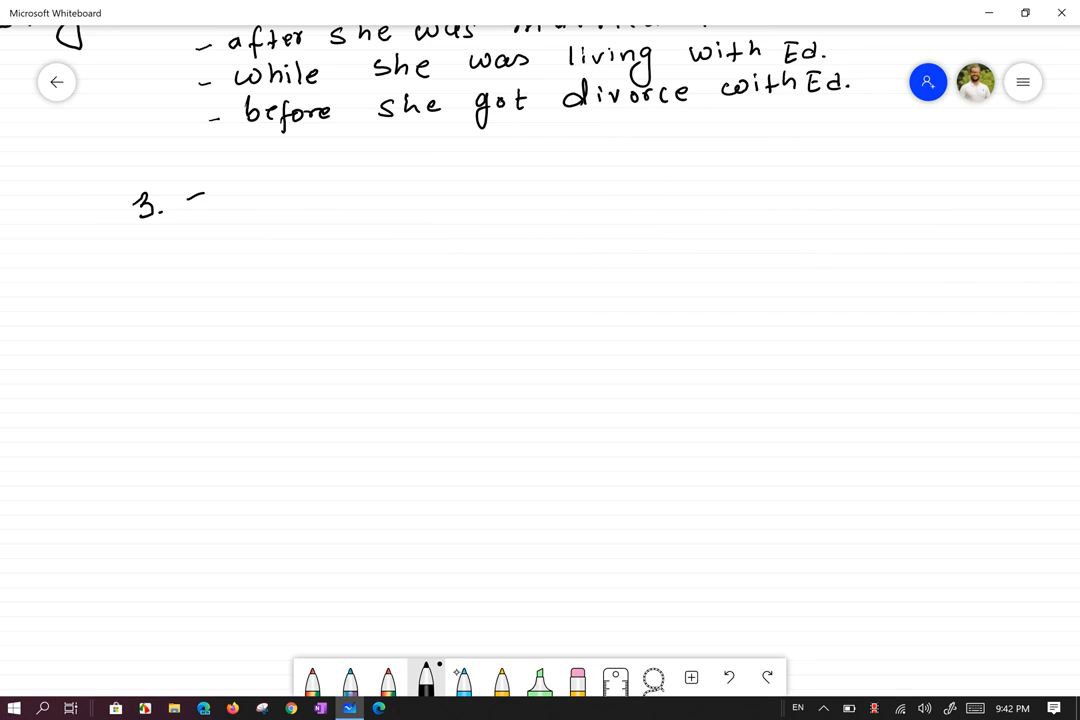 Microsoft Whiteboard
- after she was
- while she was living with Ed.
- before she got divorce with Ed.
3. -
EN
9:42 PM